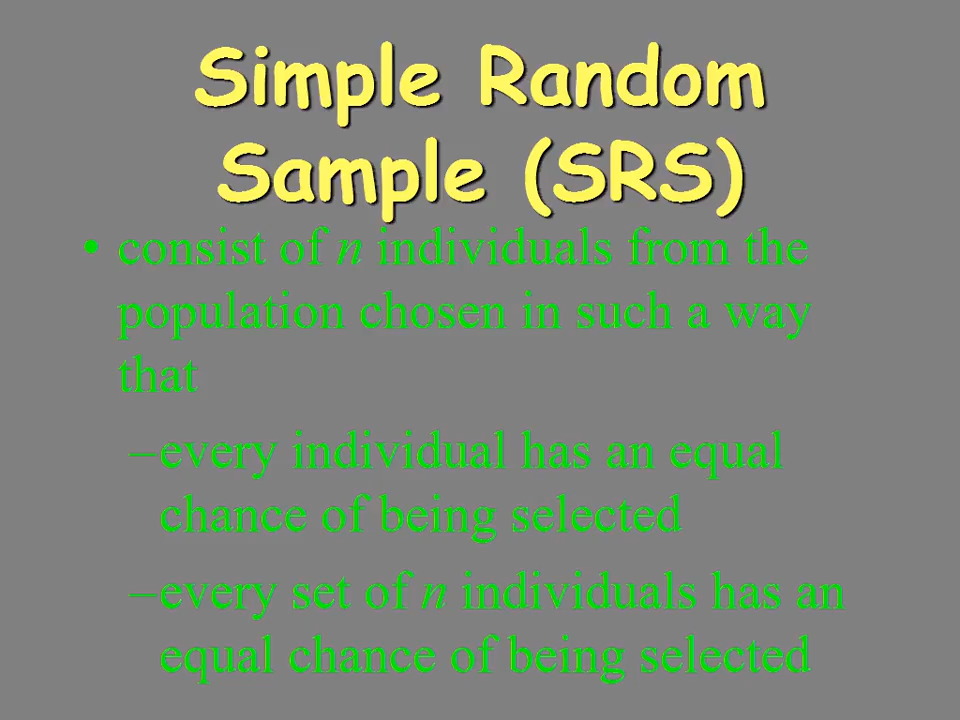 Simple Random
Sample (SRS)
• consist of n individuals from the
population chosen in such a way
that
–every individual has an equal
chance of being selected
–every set of n individuals has an
equal chance of being selected